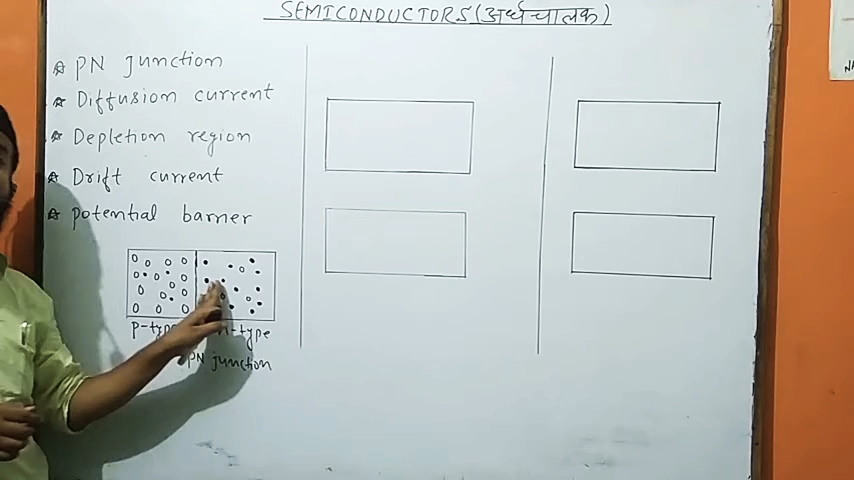 SEMICONDUCTORS (अर्धचालक)
☆ PN junction
☆ Diffusion current
☆ Depletion region
☆ Drift current
☆ potential barrier
P-type n-type
PN junction